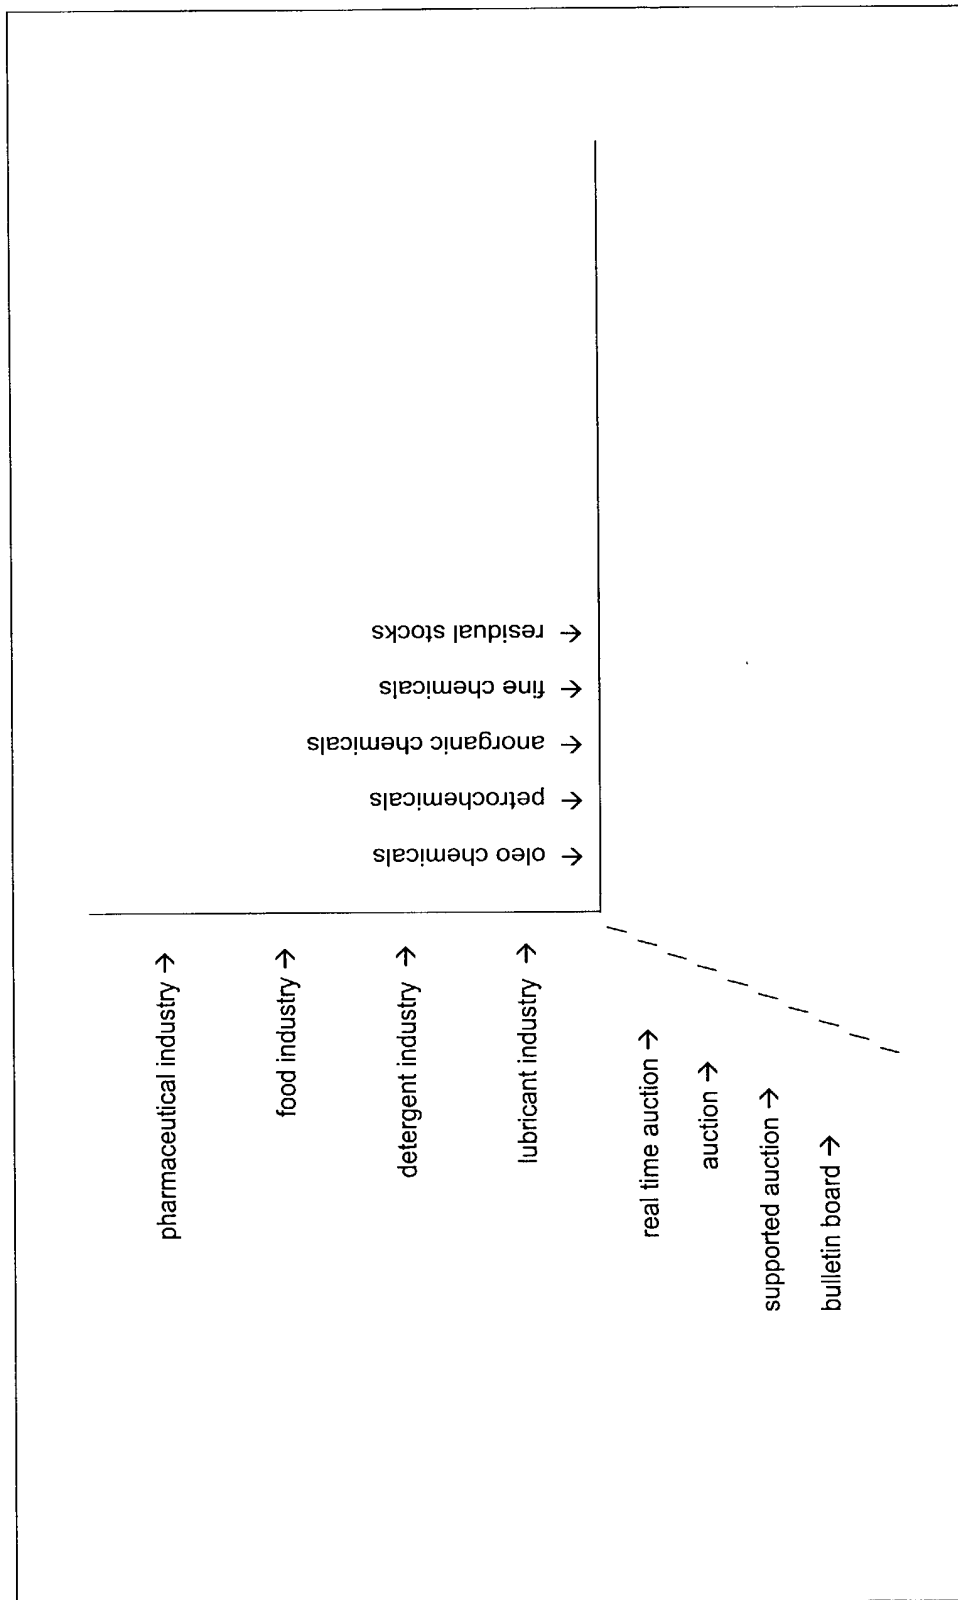 pharmaceutical industry →
food industry →
detergent industry →
lubricant industry →
real time auction →
auction →
supported auction →
bulletin board →
← oleo chemicals
← petrochemicals
← anorganic chemicals
← fine chemicals
← residual stocks